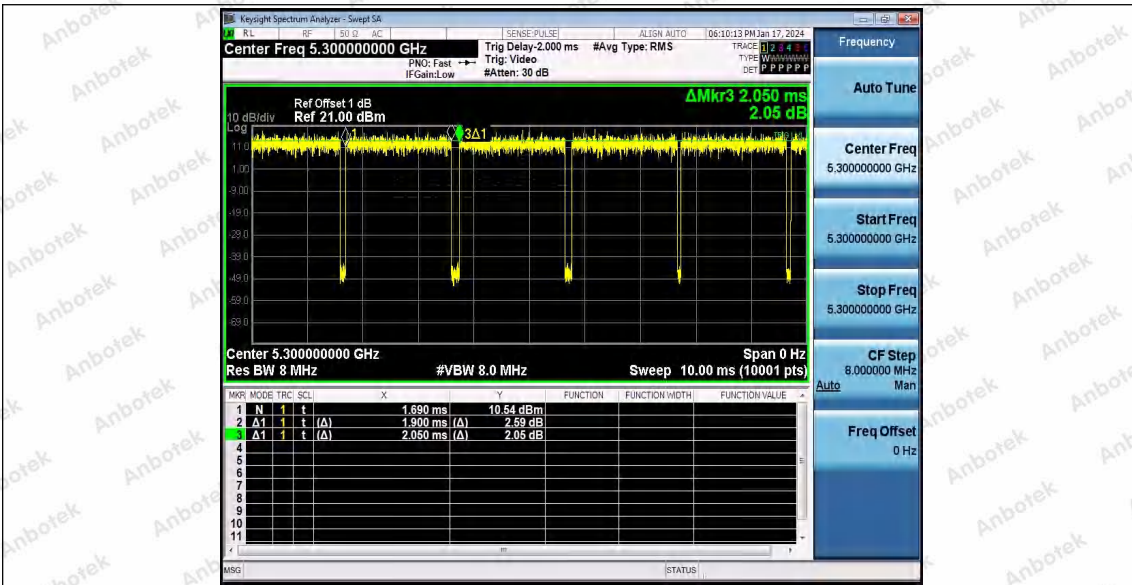 Keysight Spectrum Analyzer - Swept SA
RL RF 50 Ω AC SENSE:PULSE ALIGN AUTO 06:10:13 PM Jan 17, 2024
Center Freq 5.300000000 GHz
PNO: Fast
IFGain:Low
Trig Delay-2.000 ms
Trig: Video
#Atten: 30 dB
#Avg Type: RMS
TRACE 1 2 3 4 5 6
TYPE WWWWWW
DET P P P P P P
Frequency
Auto Tune
Center Freq
5.300000000 GHz
Start Freq
5.300000000 GHz
Stop Freq
5.300000000 GHz
CF Step
8.000000 MHz
Auto Man
Freq Offset
0 Hz
ΔMkr3 2.050 ms
2.05 dB
Ref Offset 1 dB
10 dB/div Ref 21.00 dBm
Log
1
3Δ1
11.0
1.00
-9.00
-19.0
-29.0
-39.0
-49.0
-59.0
-69.0
Center 5.300000000 GHz Span 0 Hz
Res BW 8 MHz #VBW 8.0 MHz Sweep 10.00 ms (10001 pts)
MKR MODE TRC SCL X Y FUNCTION FUNCTION WIDTH FUNCTION VALUE
1 N 1 t 1.690 ms 10.54 dBm
2 Δ1 1 t (Δ) 1.900 ms (Δ) 2.59 dB
3 Δ1 1 t (Δ) 2.050 ms (Δ) 2.05 dB
4
5
6
7
8
9
10
11
MSG STATUS
Anbotek